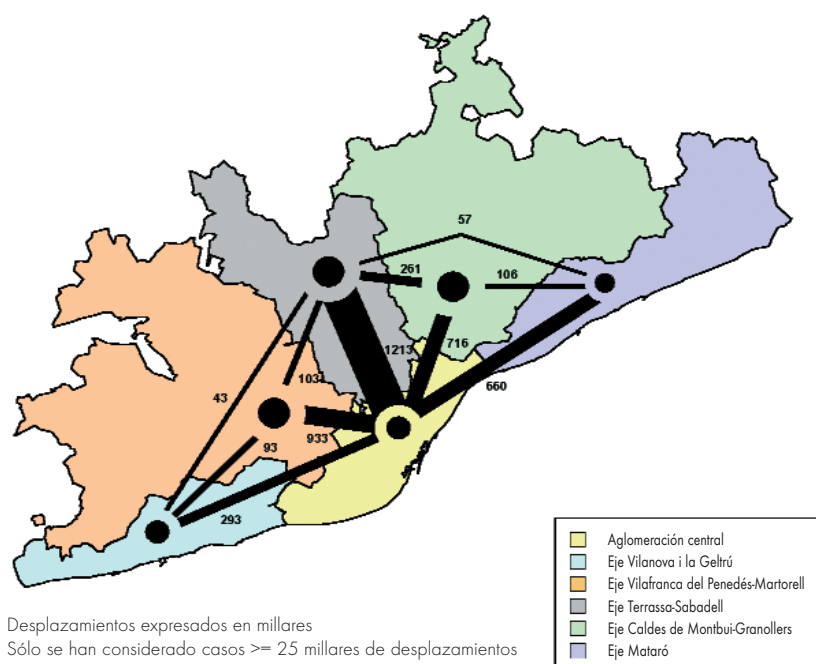 57
261
106
1213
716
660
1031
43
933
93
293
Aglomeración central
Eje Vilanova i la Geltrú
Eje Vilafranca del Penedés-Martorell
Eje Terrassa-Sabadell
Eje Caldes de Montbui-Granollers
Eje Mataró
Desplazamientos expresados en millares
Sólo se han considerado casos >= 25 millares de desplazamientos